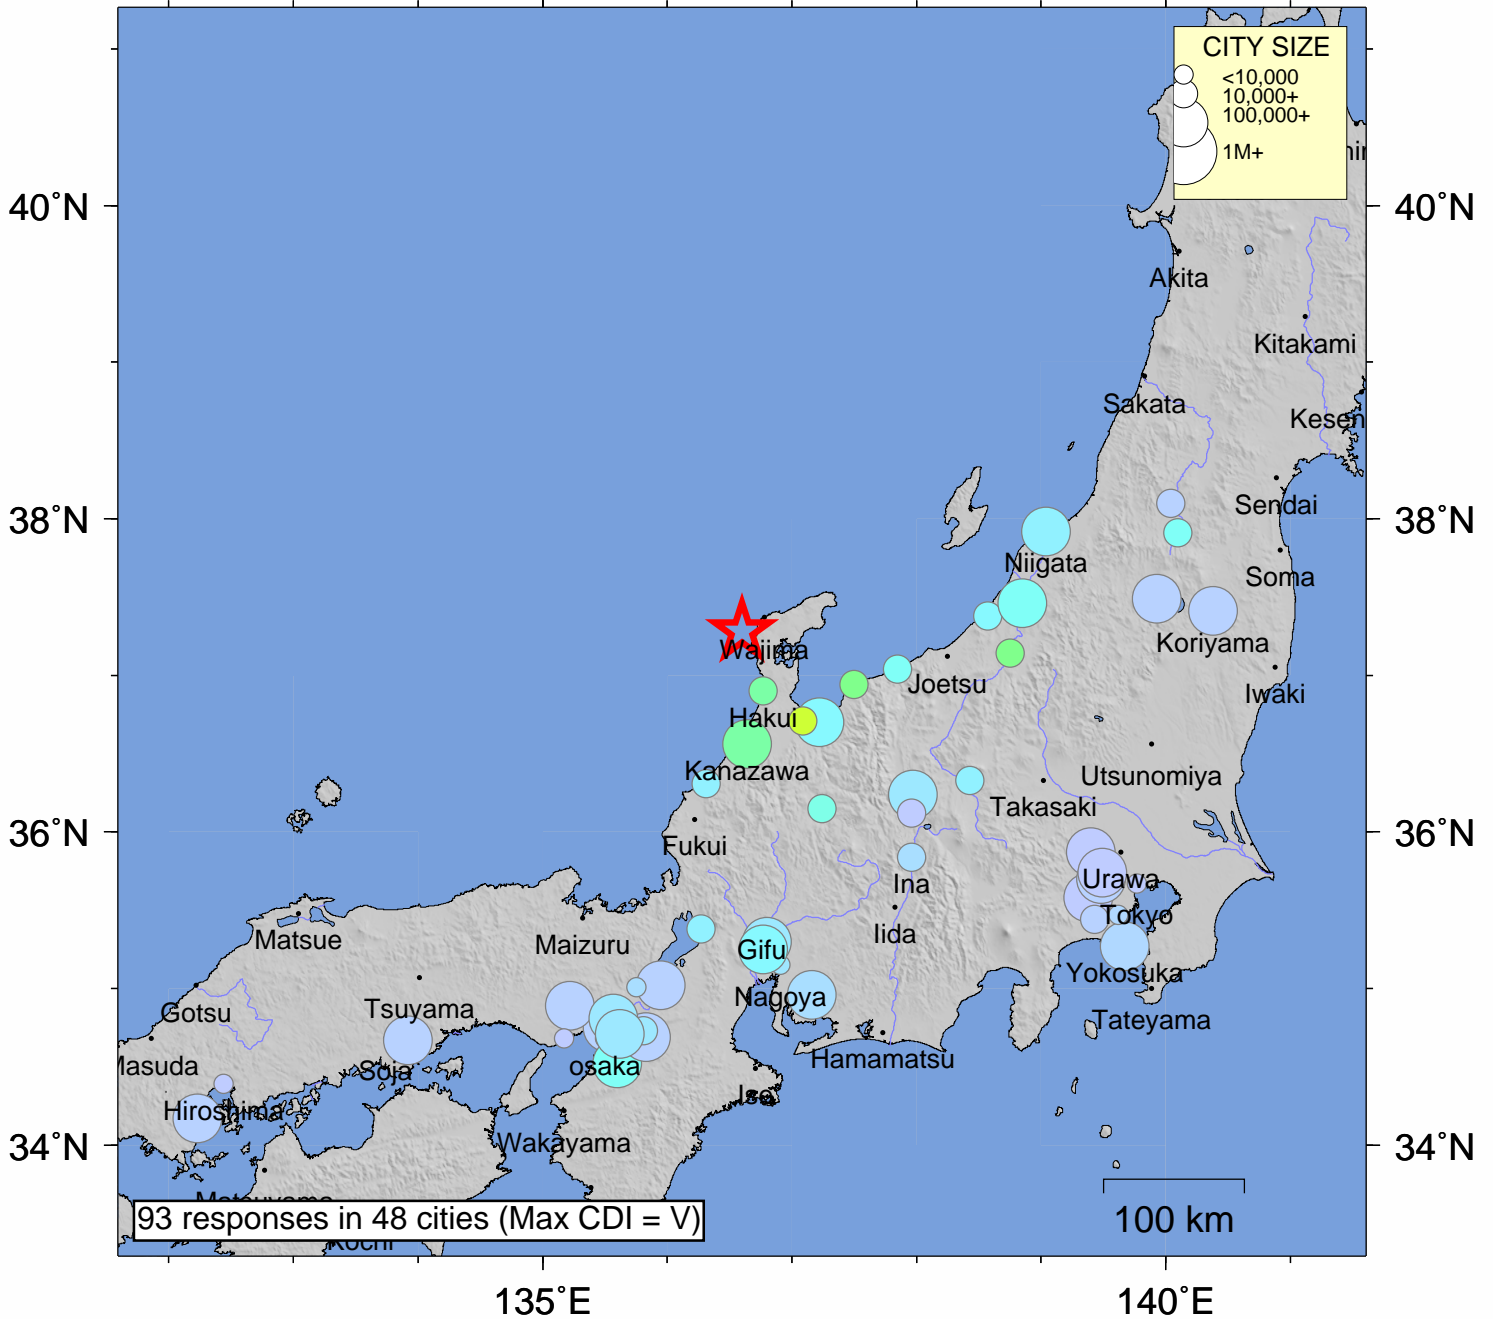 CITY SIZE
<10,000
10,000+
100,000+
1M+
40˚N
40˚N
Akita
Kitakami
Sakata
Kesen
38˚N
Sendai
38˚N
Niigata
Soma
Wajima
Koriyama
Joetsu
Iwaki
Hakui
Kanazawa
Utsunomiya
Takasaki
36˚N
36˚N
Fukui
Ina
Urawa
Tokyo
Matsue
Maizuru
Iida
Gifu
Yokosuka
Nagoya
Tsuyama
Gotsu
Tateyama
Hamamatsu
Masuda
Soja
osaka
Ise
Hiroshima
34˚N
Wakayama
34˚N
Matsuyama
93 responses in 48 cities (Max CDI = V)
100 km
Kochi
135˚E
140˚E